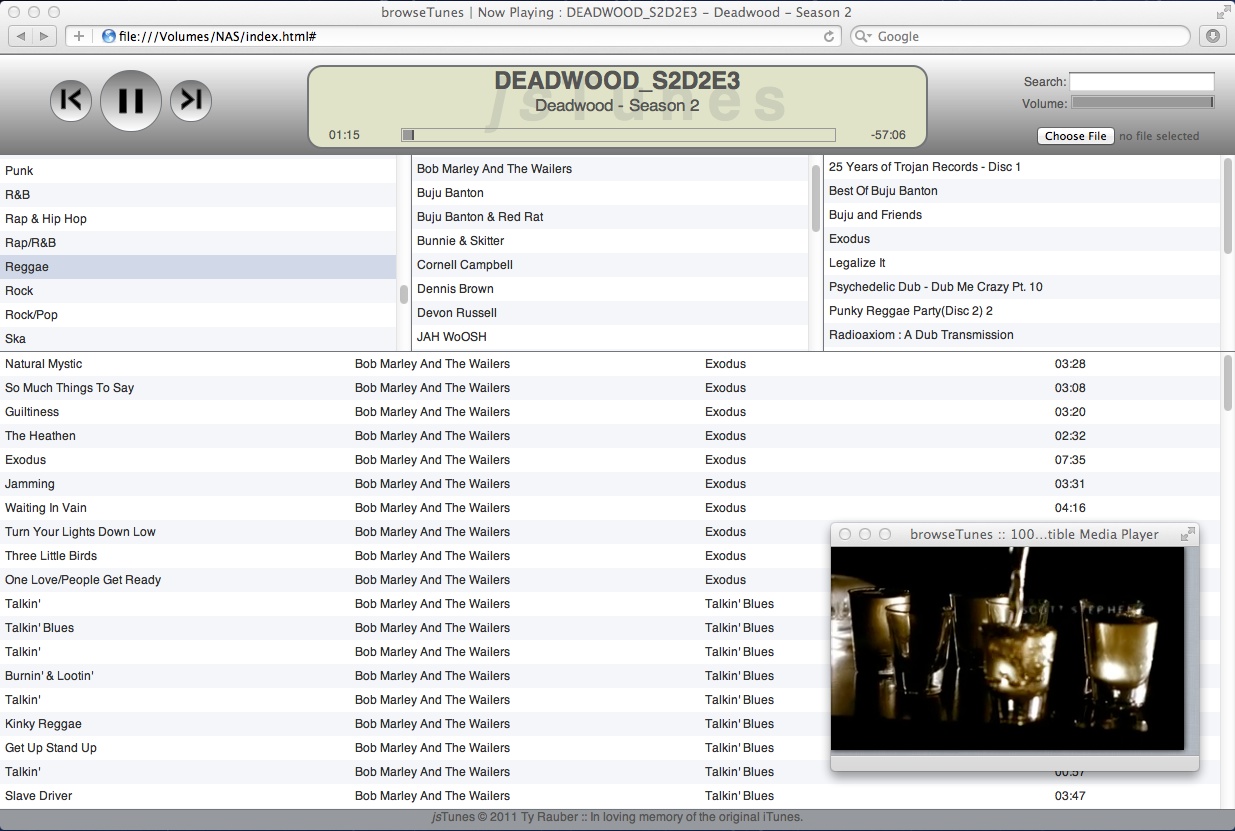 browseTunes | Now Playing : DEADWOOD_S2D2E3 – Deadwood – Season 2
file:///Volumes/NAS/index.html#
Google
DEADWOOD_S2D2E3
jsTunes
Deadwood - Season 2
01:15
-57:06
Search:
Volume:
Choose File no file selected
Punk
R&B
Rap & Hip Hop
Rap/R&B
Reggae
Rock
Rock/Pop
Ska
Bob Marley And The Wailers
Buju Banton
Buju Banton & Red Rat
Bunnie & Skitter
Cornell Campbell
Dennis Brown
Devon Russell
JAH WoOSH
25 Years of Trojan Records - Disc 1
Best Of Buju Banton
Buju and Friends
Exodus
Legalize It
Psychedelic Dub - Dub Me Crazy Pt. 10
Punky Reggae Party(Disc 2) 2
Radioaxiom : A Dub Transmission
Natural Mystic Bob Marley And The Wailers Exodus 03:28
So Much Things To Say Bob Marley And The Wailers Exodus 03:08
Guiltiness Bob Marley And The Wailers Exodus 03:20
The Heathen Bob Marley And The Wailers Exodus 02:32
Exodus Bob Marley And The Wailers Exodus 07:35
Jamming Bob Marley And The Wailers Exodus 03:31
Waiting In Vain Bob Marley And The Wailers Exodus 04:16
Turn Your Lights Down Low Bob Marley And The Wailers Exodus
Three Little Birds Bob Marley And The Wailers Exodus
One Love/People Get Ready Bob Marley And The Wailers Exodus
Talkin' Bob Marley And The Wailers Talkin' Blues
Talkin' Blues Bob Marley And The Wailers Talkin' Blues
Talkin' Bob Marley And The Wailers Talkin' Blues
Burnin' & Lootin' Bob Marley And The Wailers Talkin' Blues
Talkin' Bob Marley And The Wailers Talkin' Blues
Kinky Reggae Bob Marley And The Wailers Talkin' Blues
Get Up Stand Up Bob Marley And The Wailers Talkin' Blues
Talkin' Bob Marley And The Wailers Talkin' Blues 00:57
Slave Driver Bob Marley And The Wailers Talkin' Blues 03:47
browseTunes :: 100...tible Media Player
SCOTT STEPHENS
jsTunes © 2011 Ty Rauber :: In loving memory of the original iTunes.